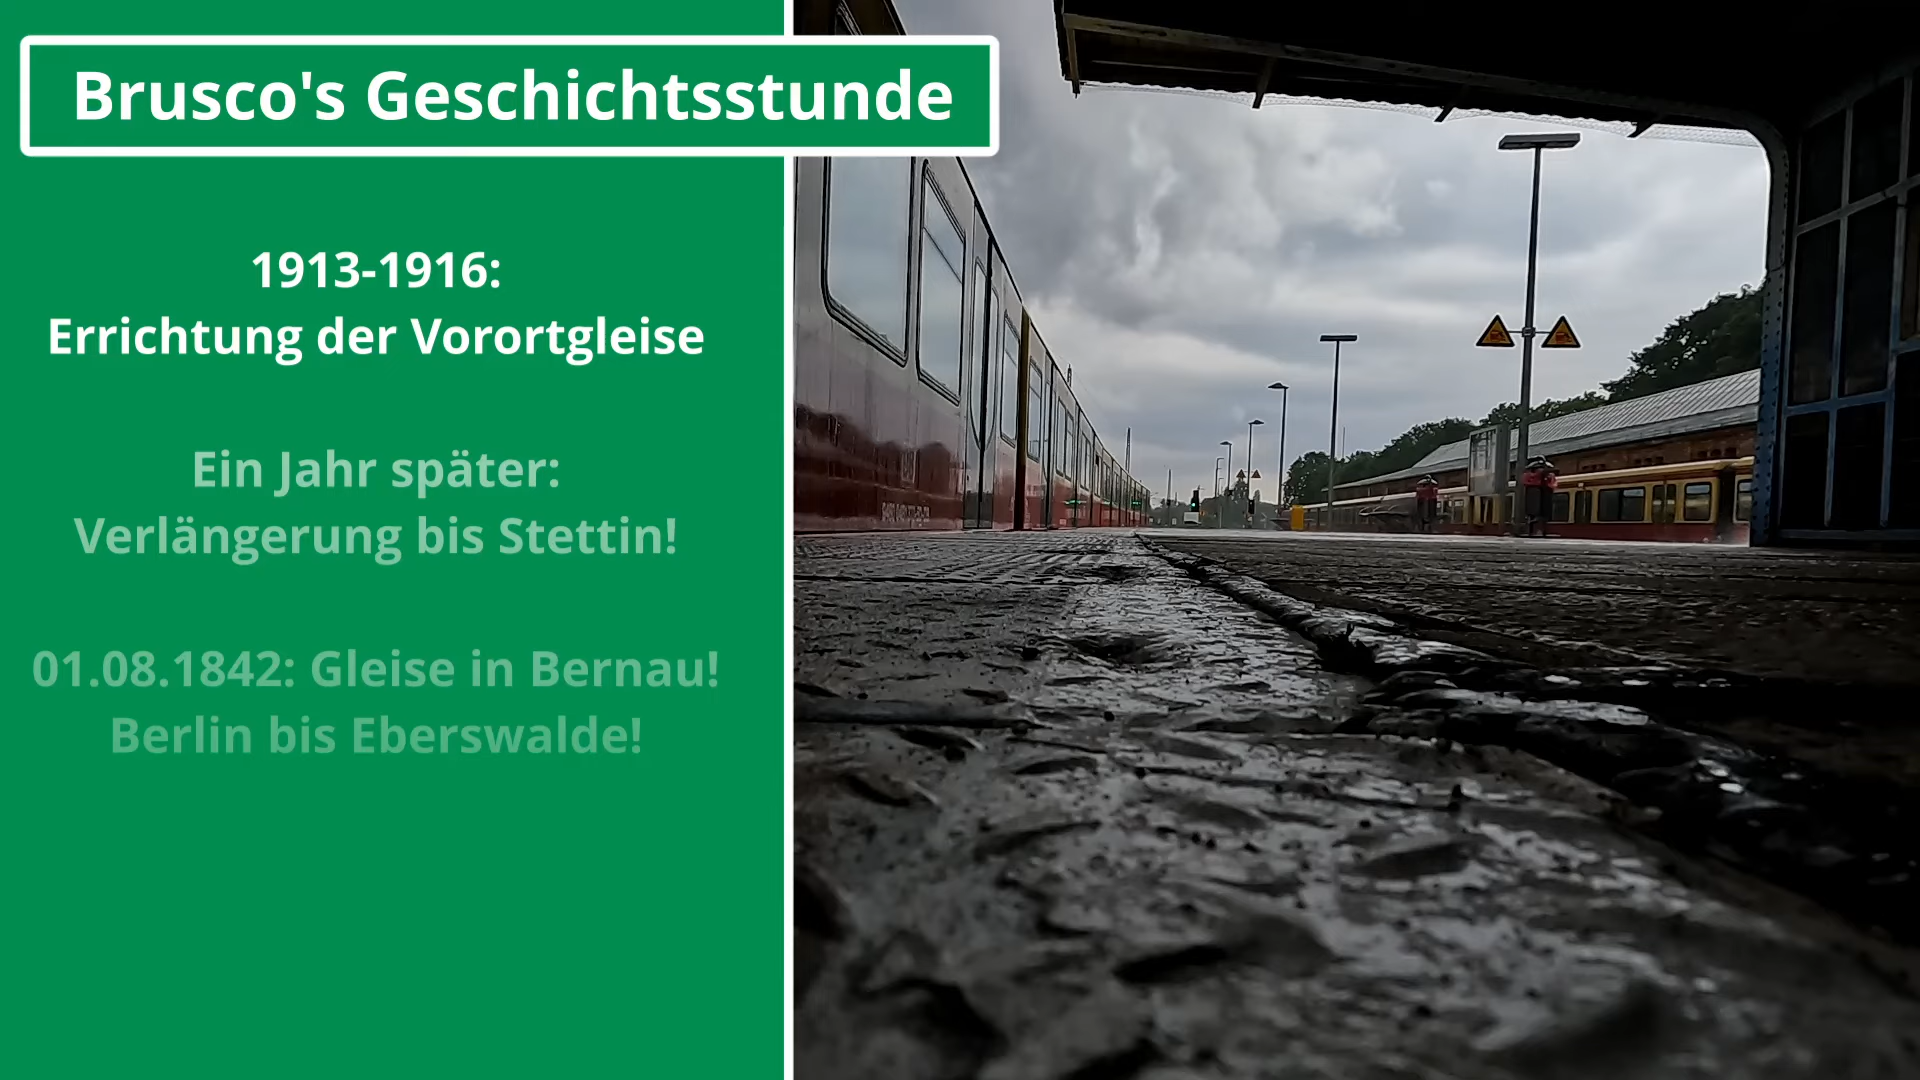 Brusco's Geschichtsstunde
1913-1916:
Errichtung der Vorortgleise
Ein Jahr später:
Verlängerung bis Stettin!
01.08.1842: Gleise in Bernau!
Berlin bis Eberswalde!